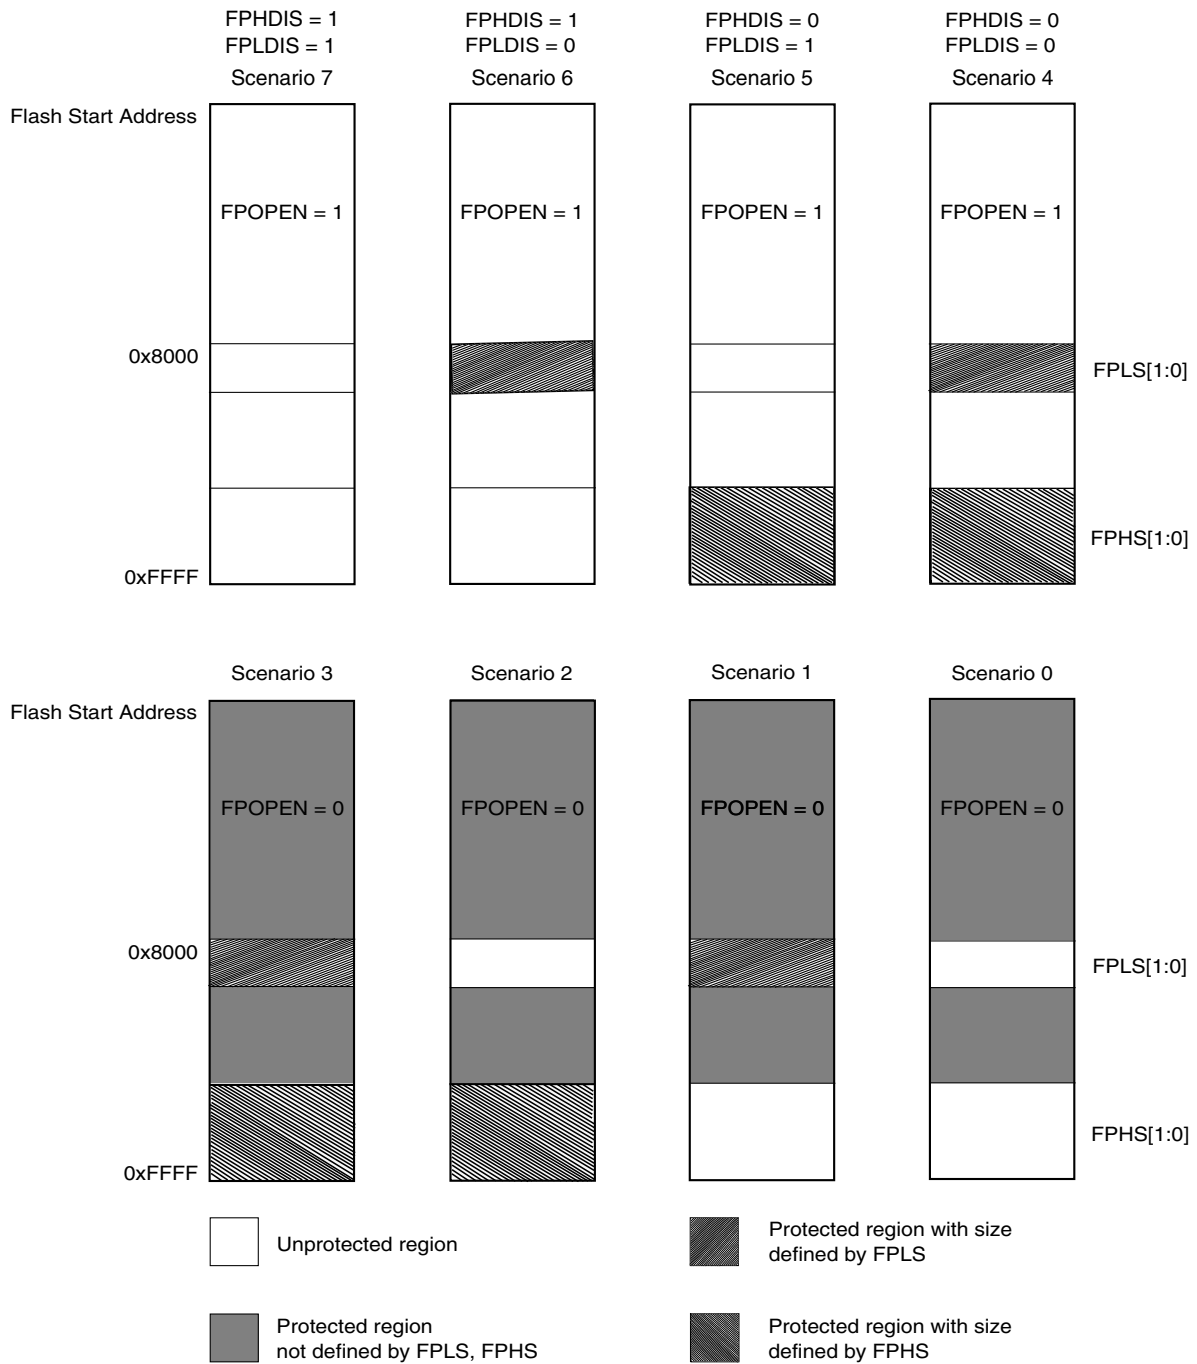 FPHDIS = 1 FPHDIS = 1 FPHDIS = 0 FPHDIS = 0
FPLDIS = 1 FPLDIS = 0 FPLDIS = 1 FPLDIS = 0
Scenario 7 Scenario 6 Scenario 5 Scenario 4
Flash Start Address
FPOPEN = 1 FPOPEN = 1 FPOPEN = 1 FPOPEN = 1
0x8000
FPLS[1:0]
FPHS[1:0]
0xFFFF
Scenario 3 Scenario 2 Scenario 1 Scenario 0
Flash Start Address
FPOPEN = 0 FPOPEN = 0 FPOPEN = 0 FPOPEN = 0
0x8000
FPLS[1:0]
FPHS[1:0]
0xFFFF
Unprotected region
Protected region with size
defined by FPLS
Protected region
not defined by FPLS, FPHS
Protected region with size
defined by FPHS